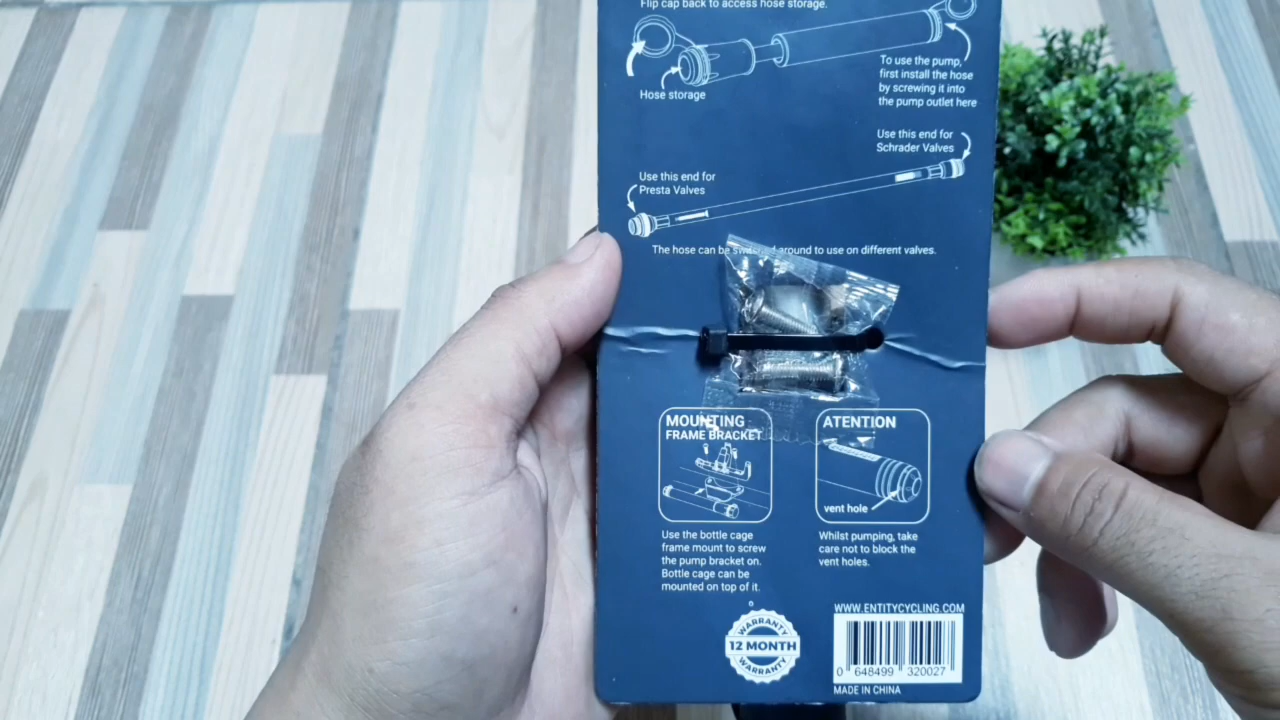 Flip cap back to access hose storage.
To use the pump,
first install the hose
by screwing it into
the pump outlet here
Hose storage
Use this end for
Schrader Valves
Use this end for
Presta Valves
The hose can be switched around to use on different valves.
MOUNTING
FRAME BRACKET
ATENTION
vent hole
Use the bottle cage
frame mount to screw
the pump bracket on.
Bottle cage can be
mounted on top of it.
Whilst pumping, take
care not to block the
vent holes.
WARRANTY
12 MONTH
WARRANTY
WWW.ENTITYCYCLING.COM
0 648499 320027
MADE IN CHINA